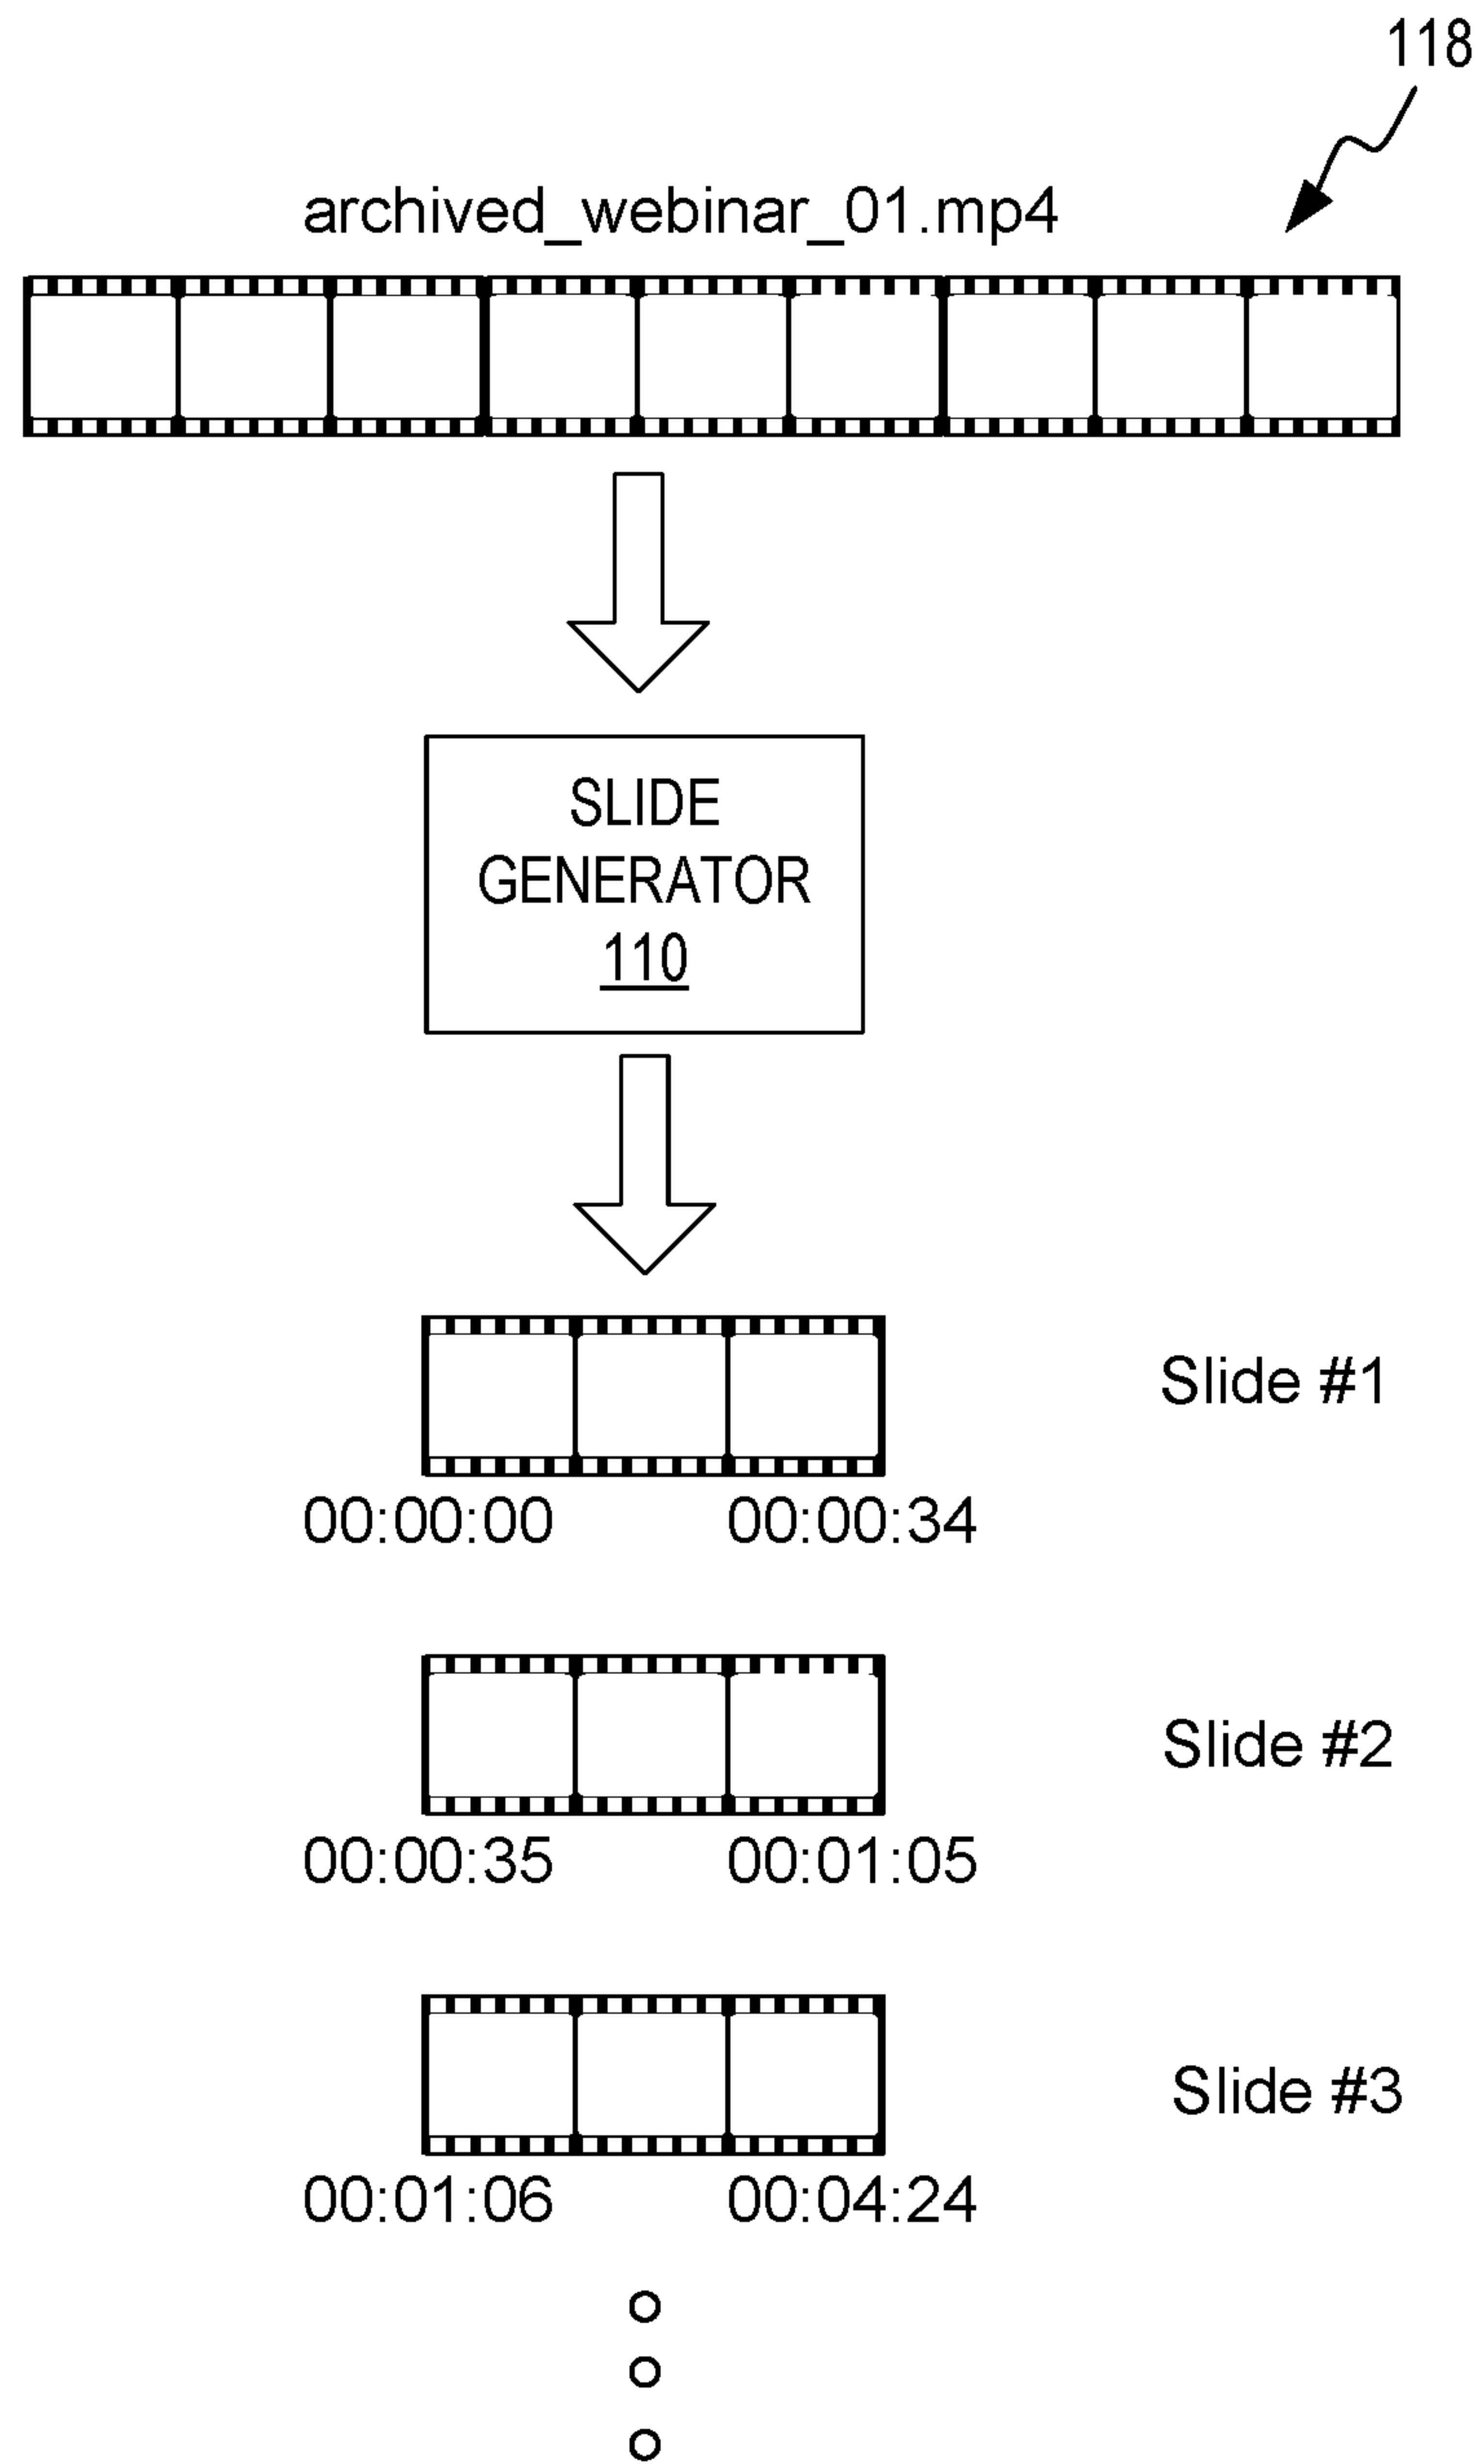 118
archived_webinar_01.mp4
SLIDE
GENERATOR
110
Slide #1
00:00:00 00:00:34
Slide #2
00:00:35 00:01:05
Slide #3
00:01:06 00:04:24